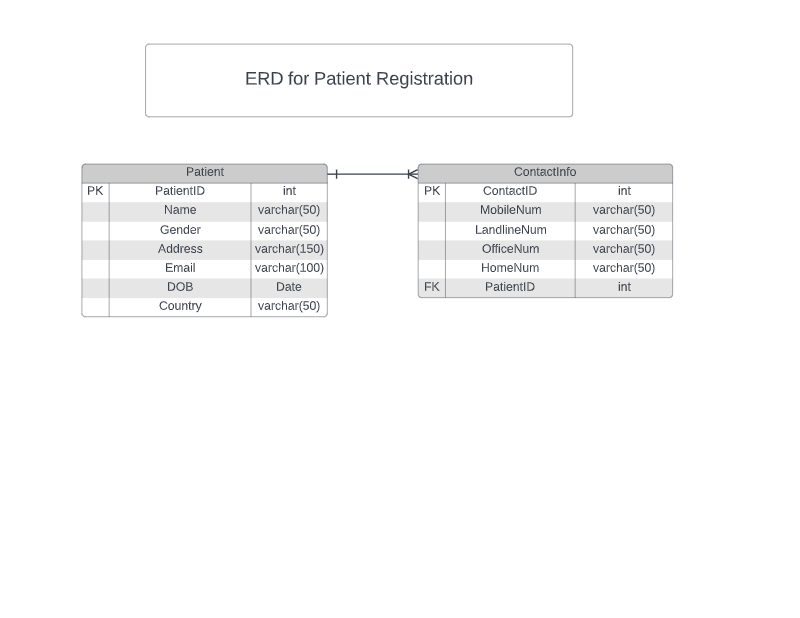 ERD for Patient Registration
Patient
PK PatientID int
Name varchar(50)
Gender varchar(50)
Address varchar(150)
Email varchar(100)
DOB Date
Country varchar(50)
ContactInfo
PK ContactID int
MobileNum varchar(50)
LandlineNum varchar(50)
OfficeNum varchar(50)
HomeNum varchar(50)
FK PatientID int